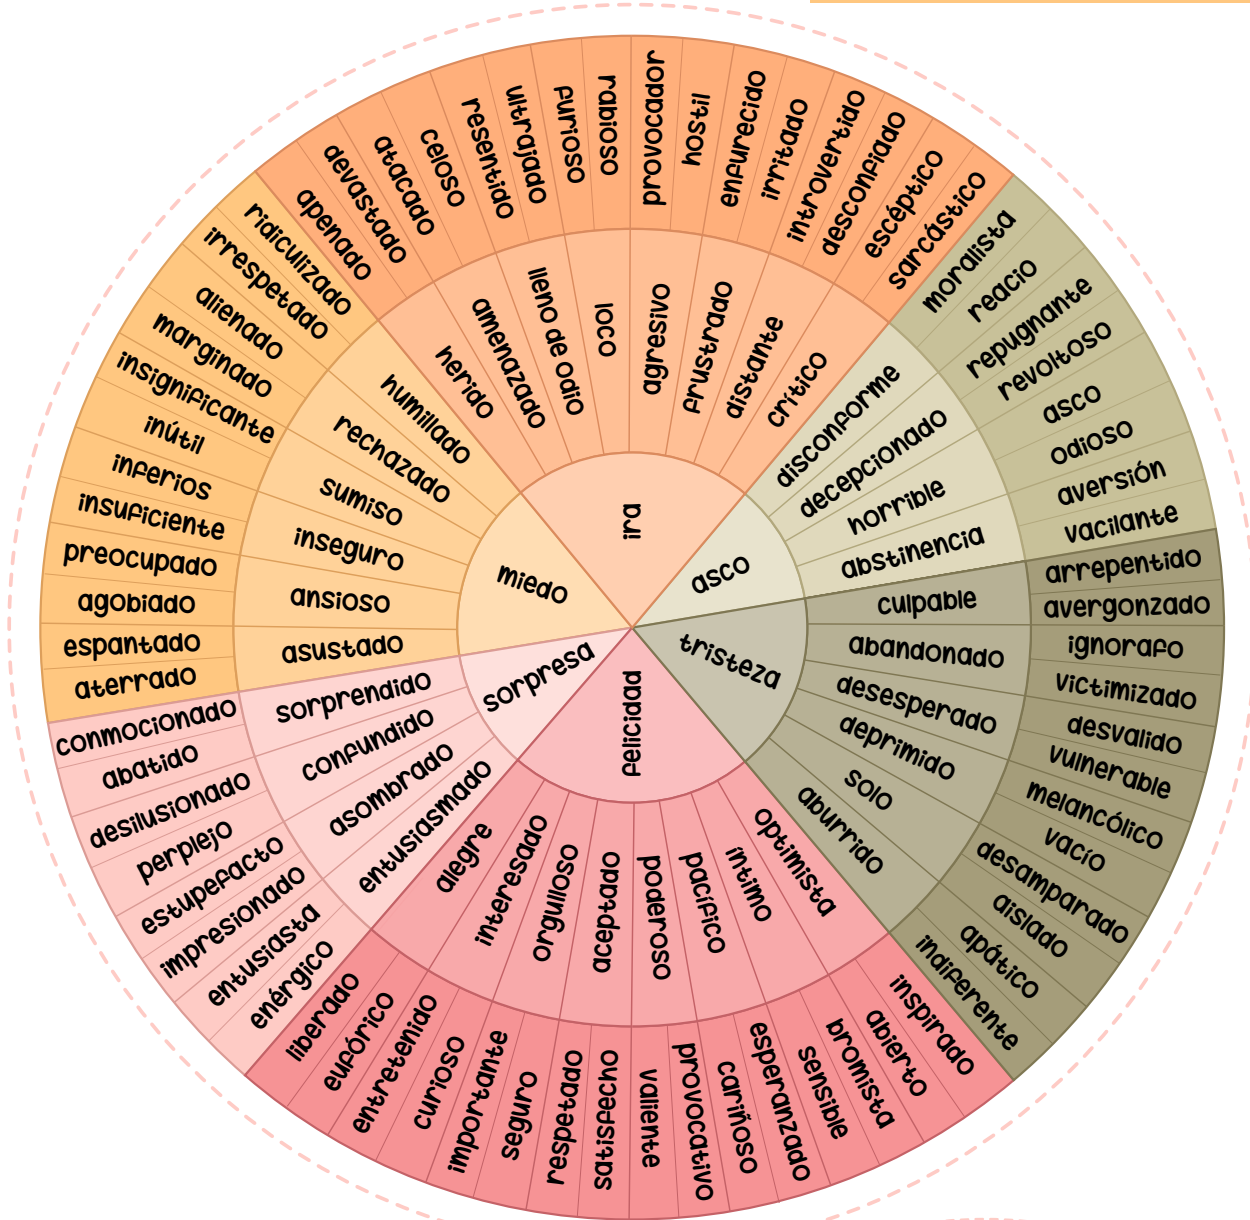 ira
asco
tristeza
felicidad
sorpresa
miedo
herido
amenazado
lleno de odio
loco
agresivo
frustrado
distante
crítico
disconforme
decepcionado
horrible
abstinencia
culpable
abandonado
desesperado
deprimido
solo
aburrido
optimista
íntimo
pacífico
poderoso
aceptado
orgulloso
interesado
alegre
entusiasmado
asombrado
confundido
sorprendido
asustado
ansioso
inseguro
sumiso
rechazado
humillado
apenado
devastado
atacado
celoso
resentido
ultrajado
furioso
rabioso
provocador
hostil
enfurecido
irritado
introvertido
desconfiado
escéptico
sarcástico
moralista
reacio
repugnante
revoltoso
asco
odioso
aversión
vacilante
arrepentido
avergonzado
ignorafo
victimizado
desvalido
vulnerable
melancólico
vacío
desamparado
aislado
apático
indiferente
inspirado
abierto
bromista
sensible
esperanzado
cariñoso
provocativo
valiente
satisfecho
respetado
seguro
importante
curioso
entretenido
eufórico
liberado
enérgico
entusiasta
impresionado
estupefacto
perplejo
desilusionado
abatido
conmocionado
aterrado
espantado
agobiado
preocupado
insuficiente
inferios
inútil
insignificante
marginado
alienado
irrespetado
ridiculizado